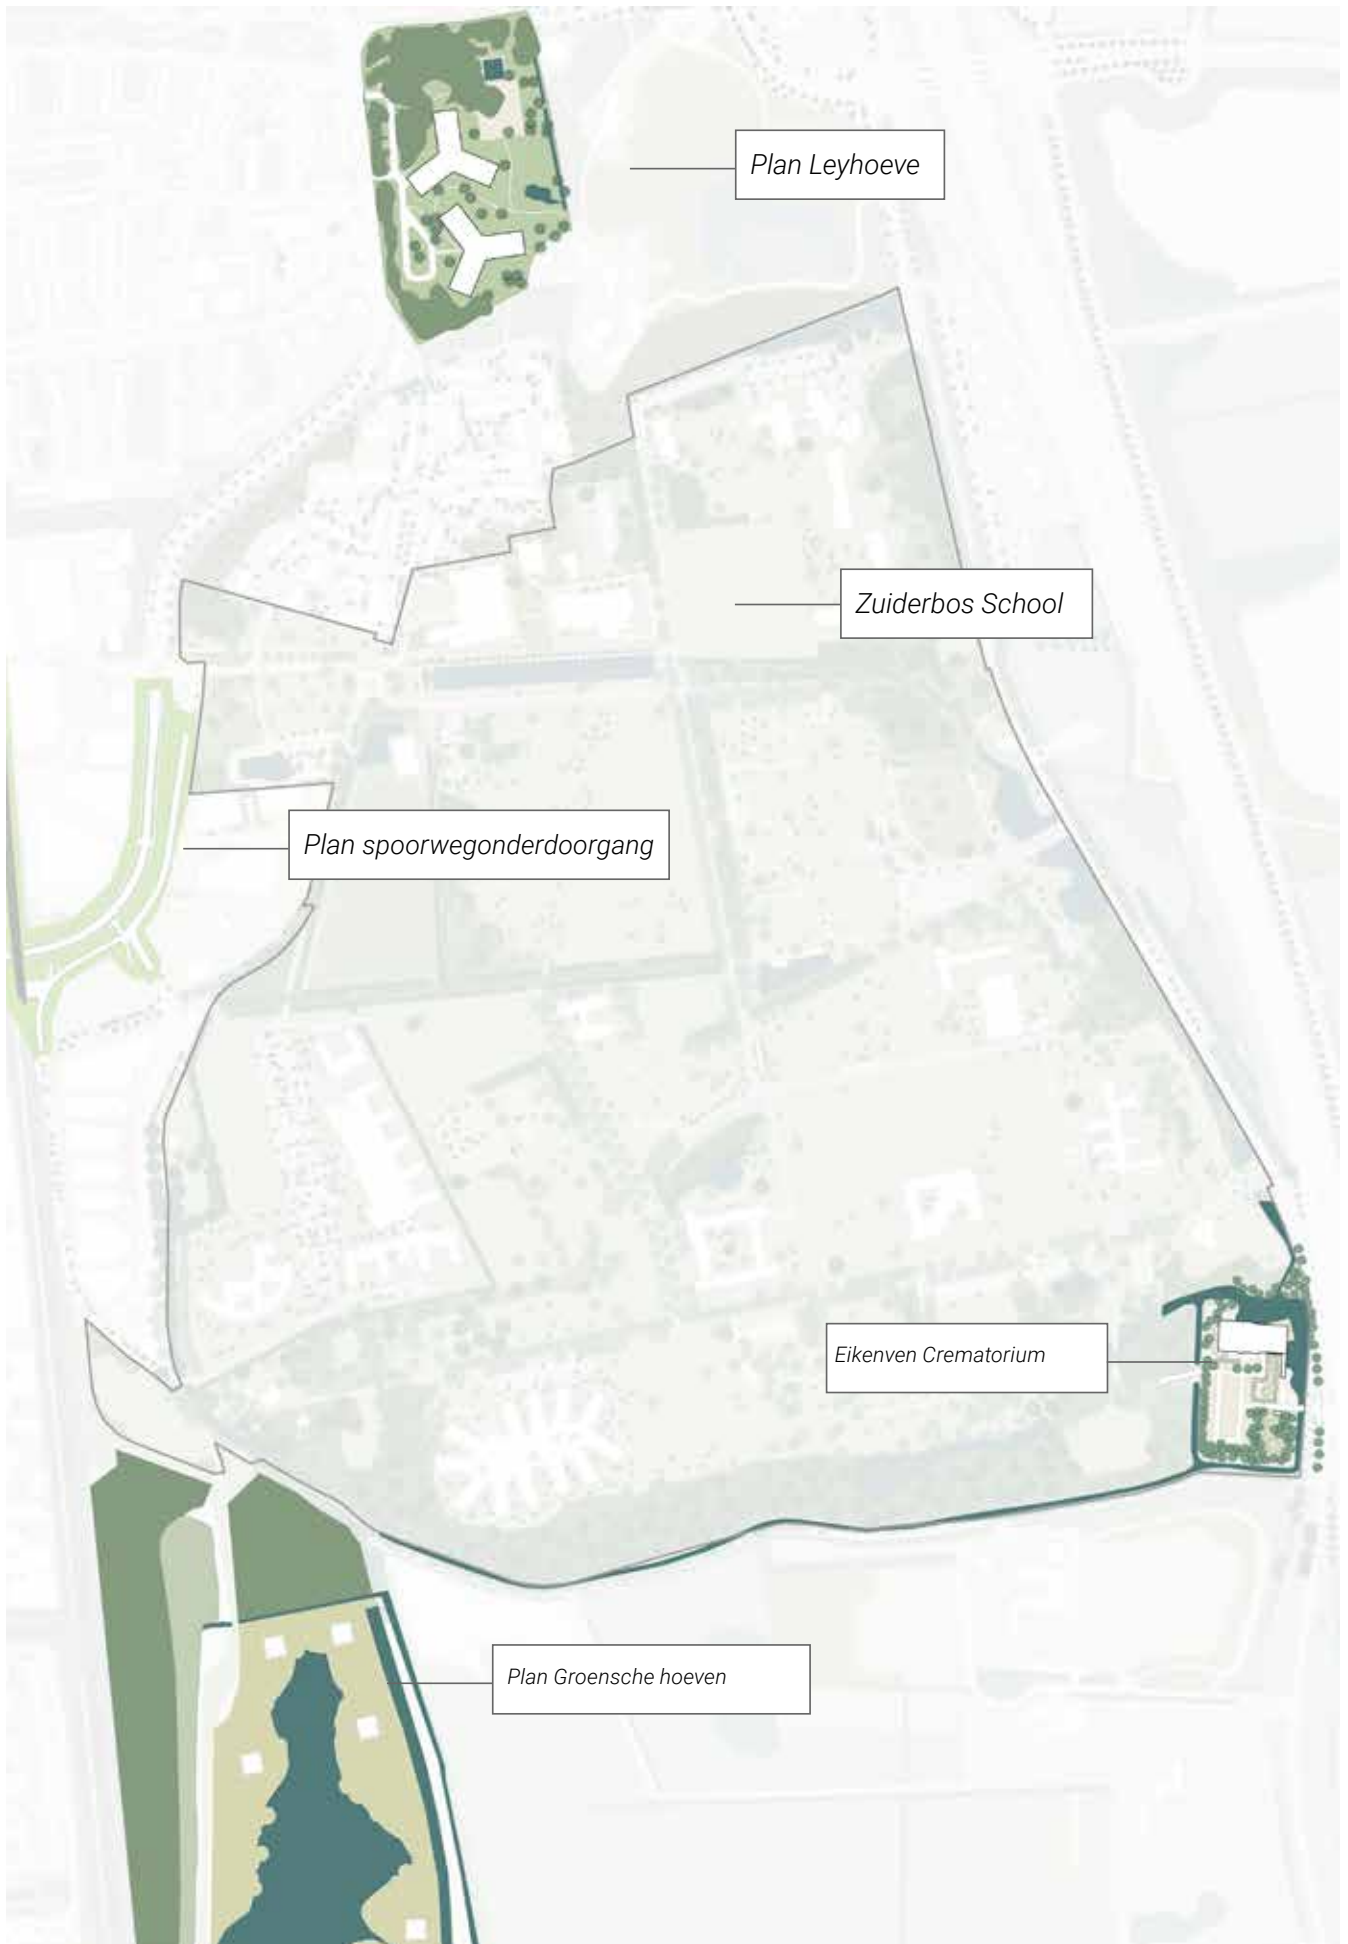 Plan Leyhoeve
Zuiderbos School
Plan spoorwegonderdoorgang
Eikenven Crematorium
Plan Groensche hoeven